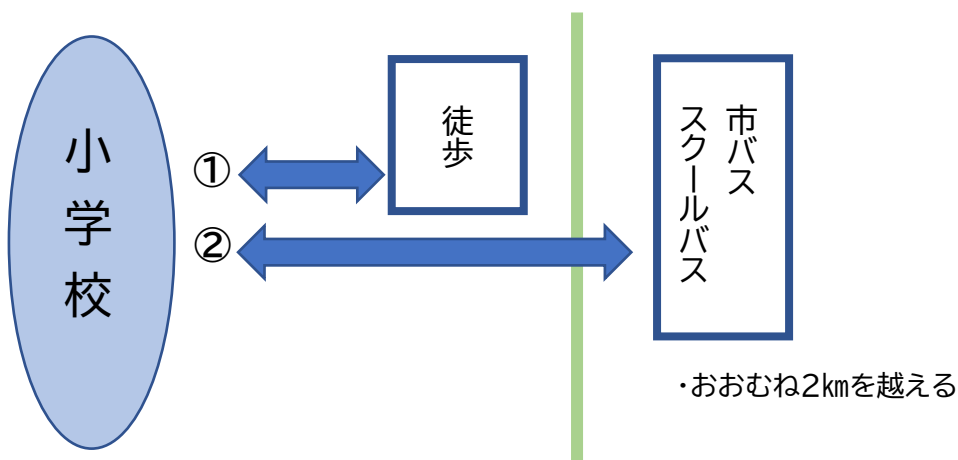 小学校
①
徒歩
②
市バス
スクールバス
・おおむね2㎞を越える